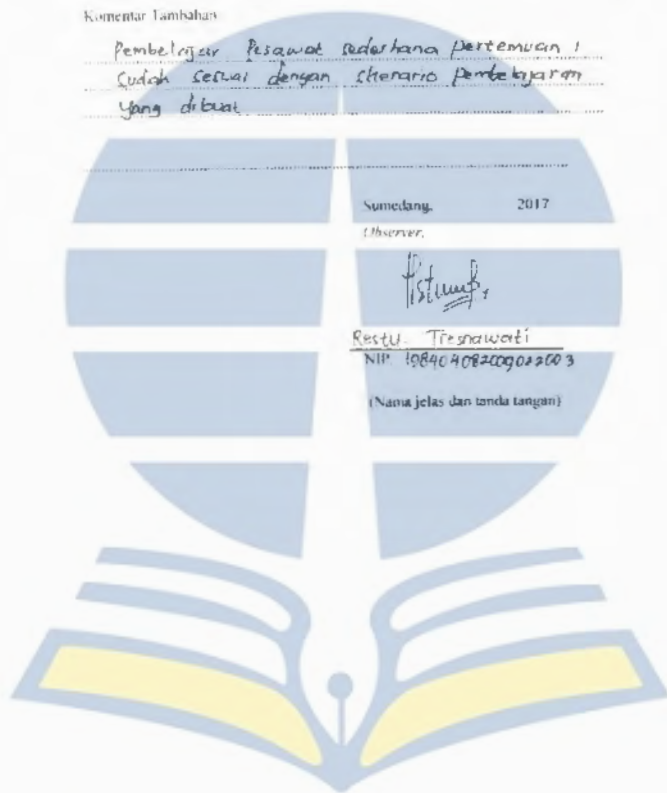 Komentar Tambahan
Pembelajar Pesawat sederhana pertemuan 1
Sudah sesuai dengan skenario pembelajaran
yang dibuat
Sumedang, 2017
Observer,
Restu Tresnawati
NIP. 198404082009022003
(Nama jelas dan tanda tangan)